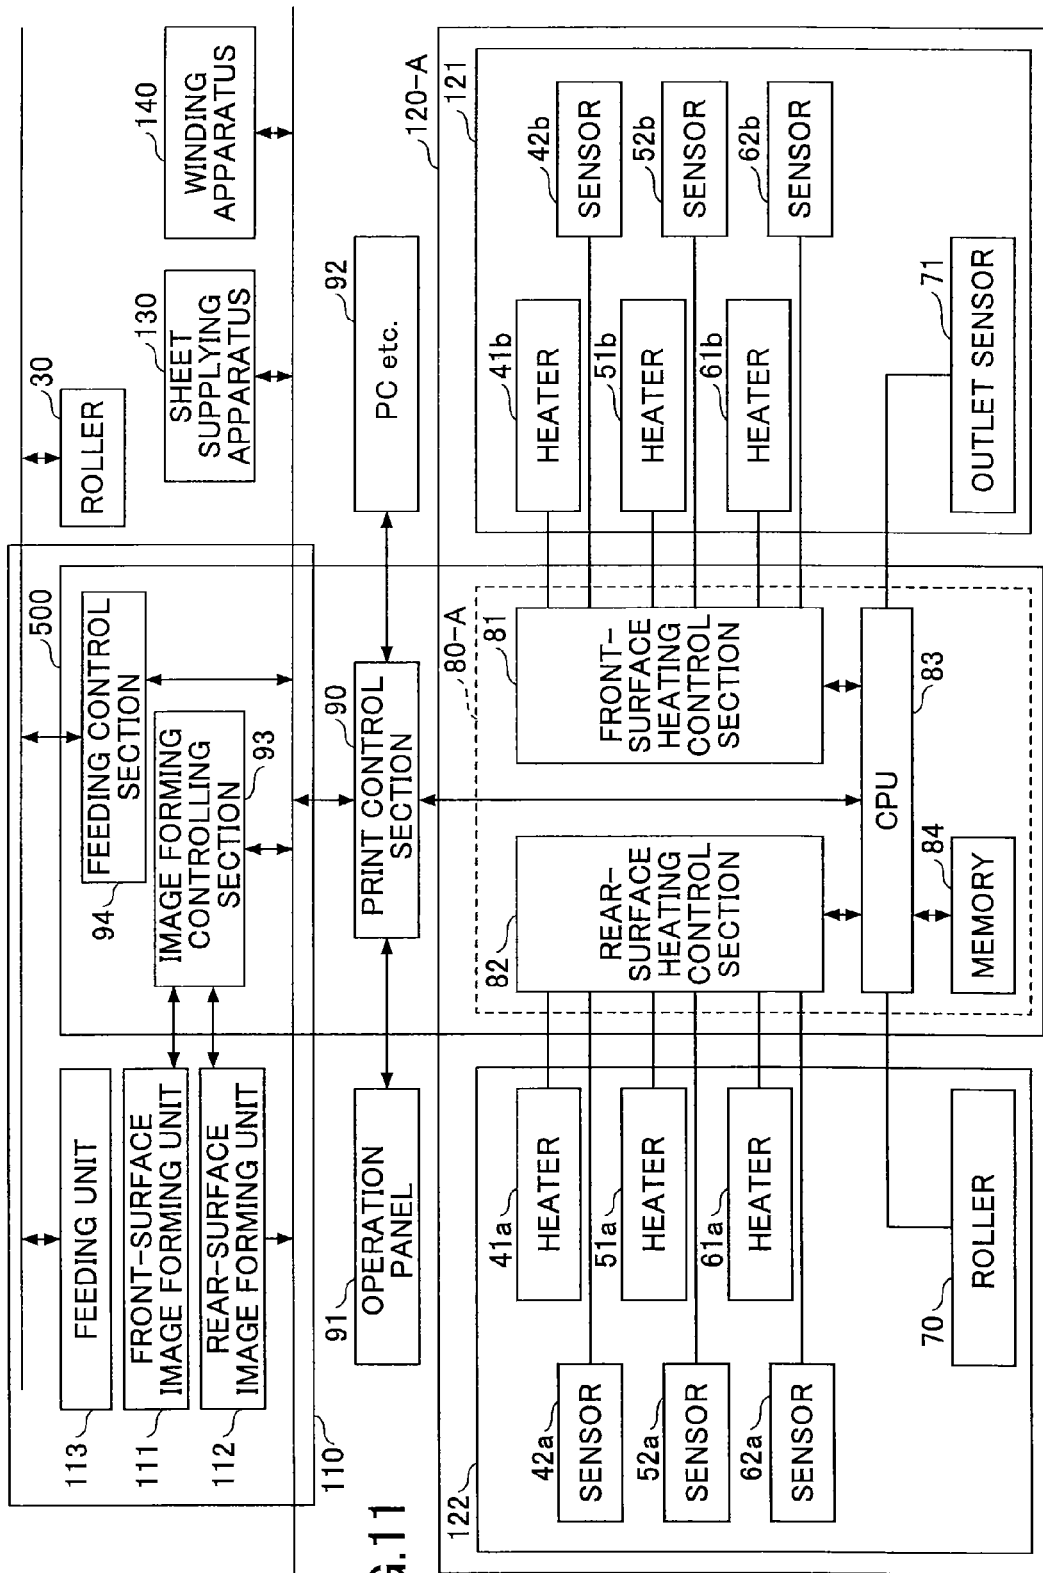 113
FEEDING UNIT
111
FRONT-SURFACE
IMAGE FORMING UNIT
112
REAR-SURFACE
IMAGE FORMING UNIT
110
500
FEEDING CONTROL
SECTION
94
IMAGE FORMING
CONTROLLING
SECTION
93
30
ROLLER
130
SHEET
SUPPLYING
APPARATUS
140
WINDING
APPARATUS
91
OPERATION
PANEL
90
PRINT CONTROL
SECTION
92
PC etc.
G.11
120-A
122
42a
SENSOR
41a
HEATER
52a
SENSOR
51a
HEATER
62a
SENSOR
61a
HEATER
70
ROLLER
80-A
82
REAR-
SURFACE
HEATING
CONTROL
SECTION
81
FRONT-
SURFACE
HEATING
CONTROL
SECTION
CPU
83
84
MEMORY
121
41b
HEATER
42b
SENSOR
51b
HEATER
52b
SENSOR
61b
HEATER
62b
SENSOR
71
OUTLET SENSOR